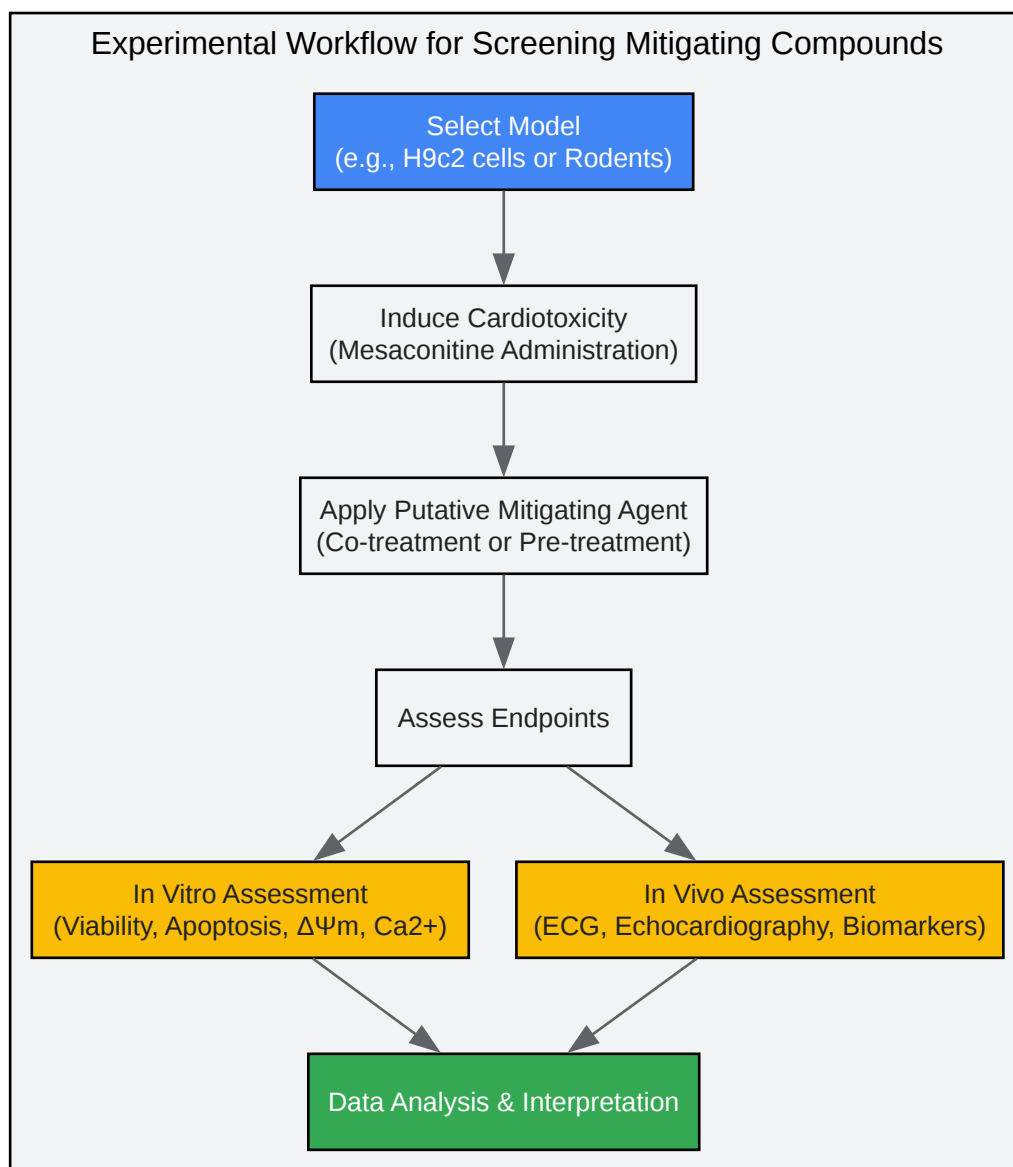 Experimental Workflow for Screening Mitigating Compounds
Select Model
(e.g., H9c2 cells or Rodents)
Induce Cardiotoxicity
(Mesaconitine Administration)
Apply Putative Mitigating Agent
(Co-treatment or Pre-treatment)
Assess Endpoints
In Vitro Assessment
(Viability, Apoptosis, ΔΨm, Ca2+)
In Vivo Assessment
(ECG, Echocardiography, Biomarkers)
Data Analysis & Interpretation